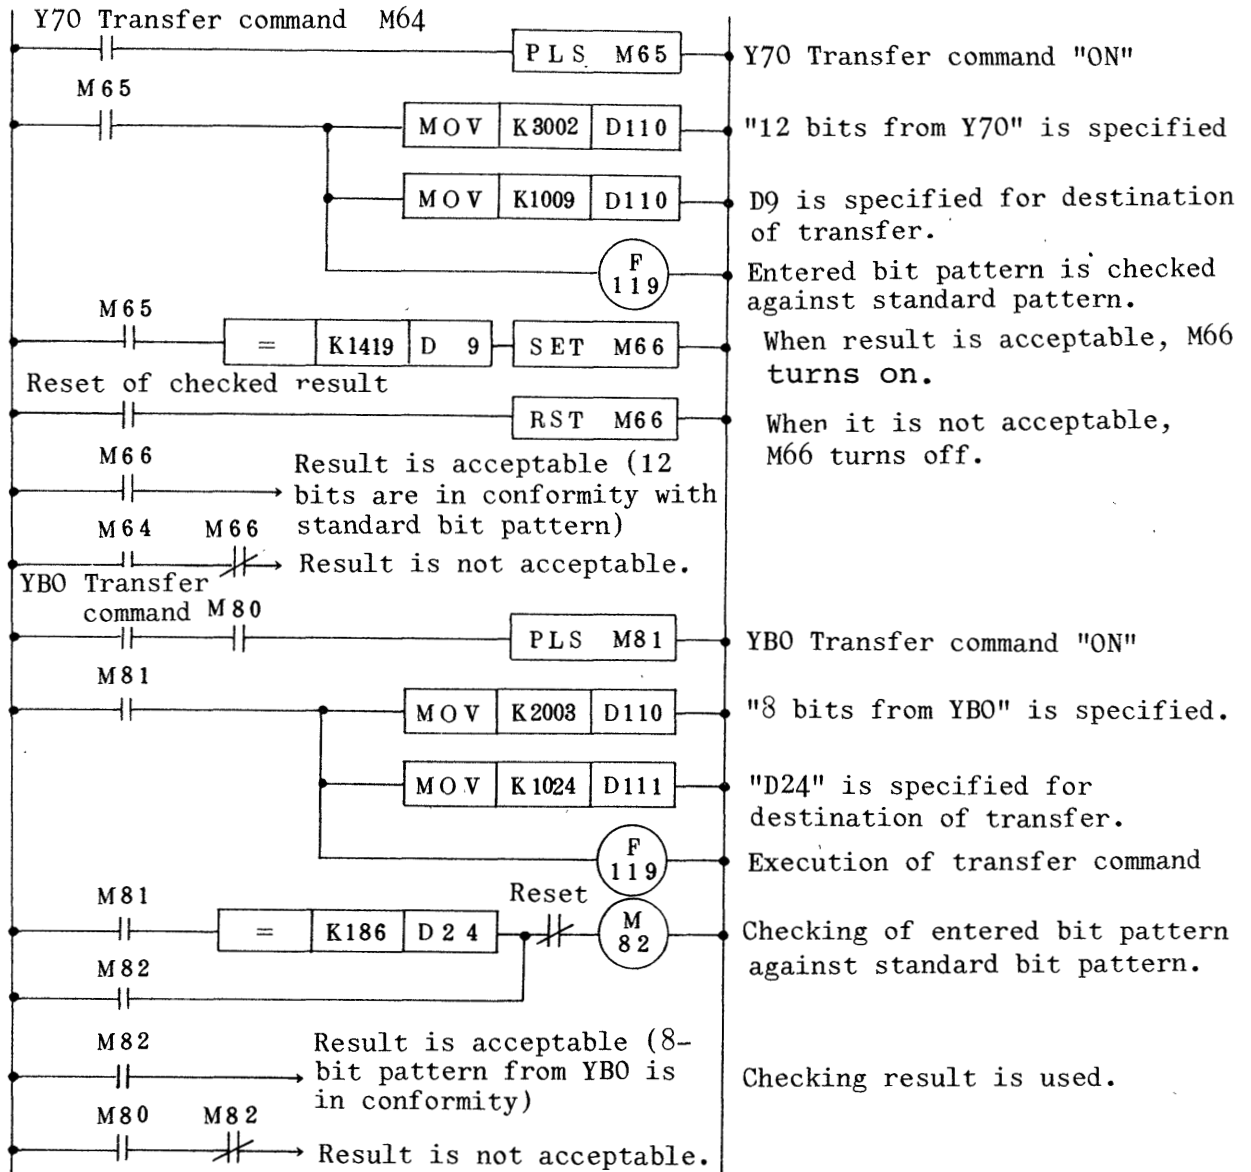 Y70 Transfer command M64
PLS M65
Y70 Transfer command "ON"
M65
MOV K3002 D110
"12 bits from Y70" is specified
MOV K1009 D110
D9 is specified for destination
of transfer.
F
119
Entered bit pattern is checked
against standard pattern.
M65
= K1419 D 9 SET M66
When result is acceptable, M66
turns on.
Reset of checked result
RST M66
When it is not acceptable,
M66 turns off.
M66
Result is acceptable (12
bits are in conformity with
standard bit pattern)
M64 M66
Result is not acceptable.
YB0 Transfer
command M80
PLS M81
YB0 Transfer command "ON"
M81
MOV K2003 D110
"8 bits from YB0" is specified.
MOV K1024 D111
"D24" is specified for
destination of transfer.
F
119
Execution of transfer command
M81
= K186 D24
Reset
M
82
Checking of entered bit pattern
against standard bit pattern.
M82
M82
Result is acceptable (8-
bit pattern from YB0 is
in conformity)
Checking result is used.
M80 M82
Result is not acceptable.